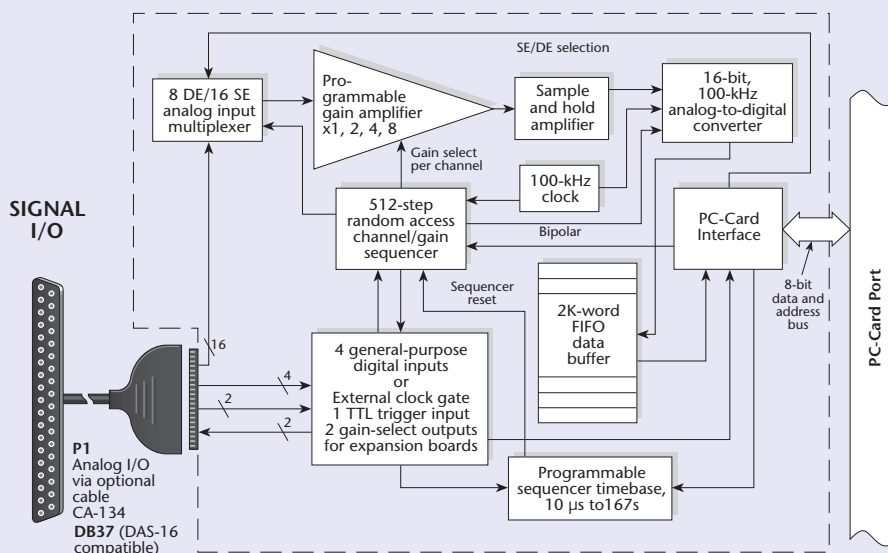 SE/DE selection
8 DE/16 SE
analog input
multiplexer
Pro-
grammable
gain amplifier
x1, 2, 4, 8
Sample
and hold
amplifier
16-bit,
100-kHz
analog-to-digital
converter
Gain select
per channel
100-kHz
clock
SIGNAL
I/O
512-step
random access
channel/gain
sequencer
Bipolar
PC-Card
Interface
8-bit
data and
address
bus
PC-Card Port
Sequencer
reset
2K-word
FIFO
data
buffer
16
4
2
2
4 general-purpose
digital inputs
or
External clock gate
1 TTL trigger input
2 gain-select outputs
for expansion boards
Programmable
sequencer timebase,
10 µs to167s
P1
Analog I/O
via optional
cable
CA-134
DB37 (DAS-16
compatible)